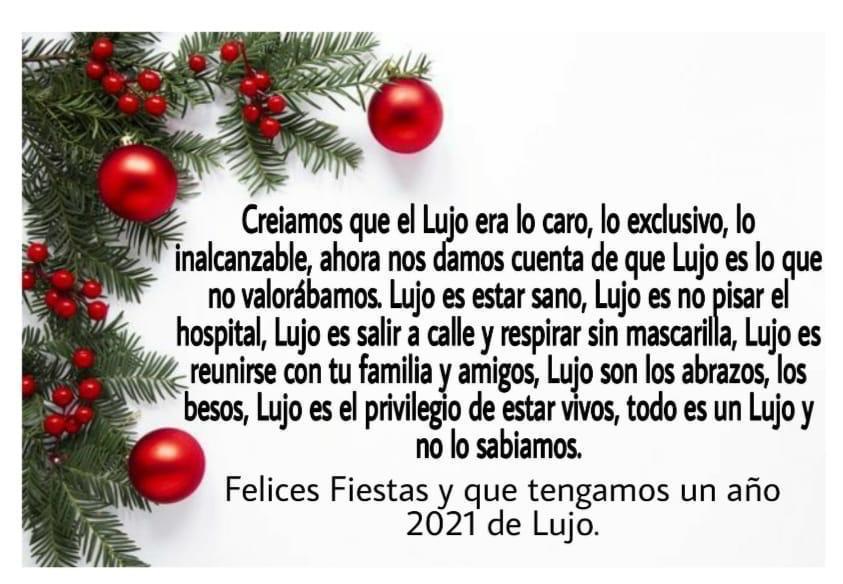 Creiamos que el Lujo era lo caro, lo exclusivo, lo
inalcanzable, ahora nos damos cuenta de que Lujo es lo que
no valorábamos. Lujo es estar sano, Lujo es no pisar el
hospital, Lujo es salir a calle y respirar sin mascarilla, Lujo es
reunirse con tu familia y amigos, Lujo son los abrazos, los
besos, Lujo es el privilegio de estar vivos, todo es un Lujo y
no lo sabiamos.
Felices Fiestas y que tengamos un año
2021 de Lujo.